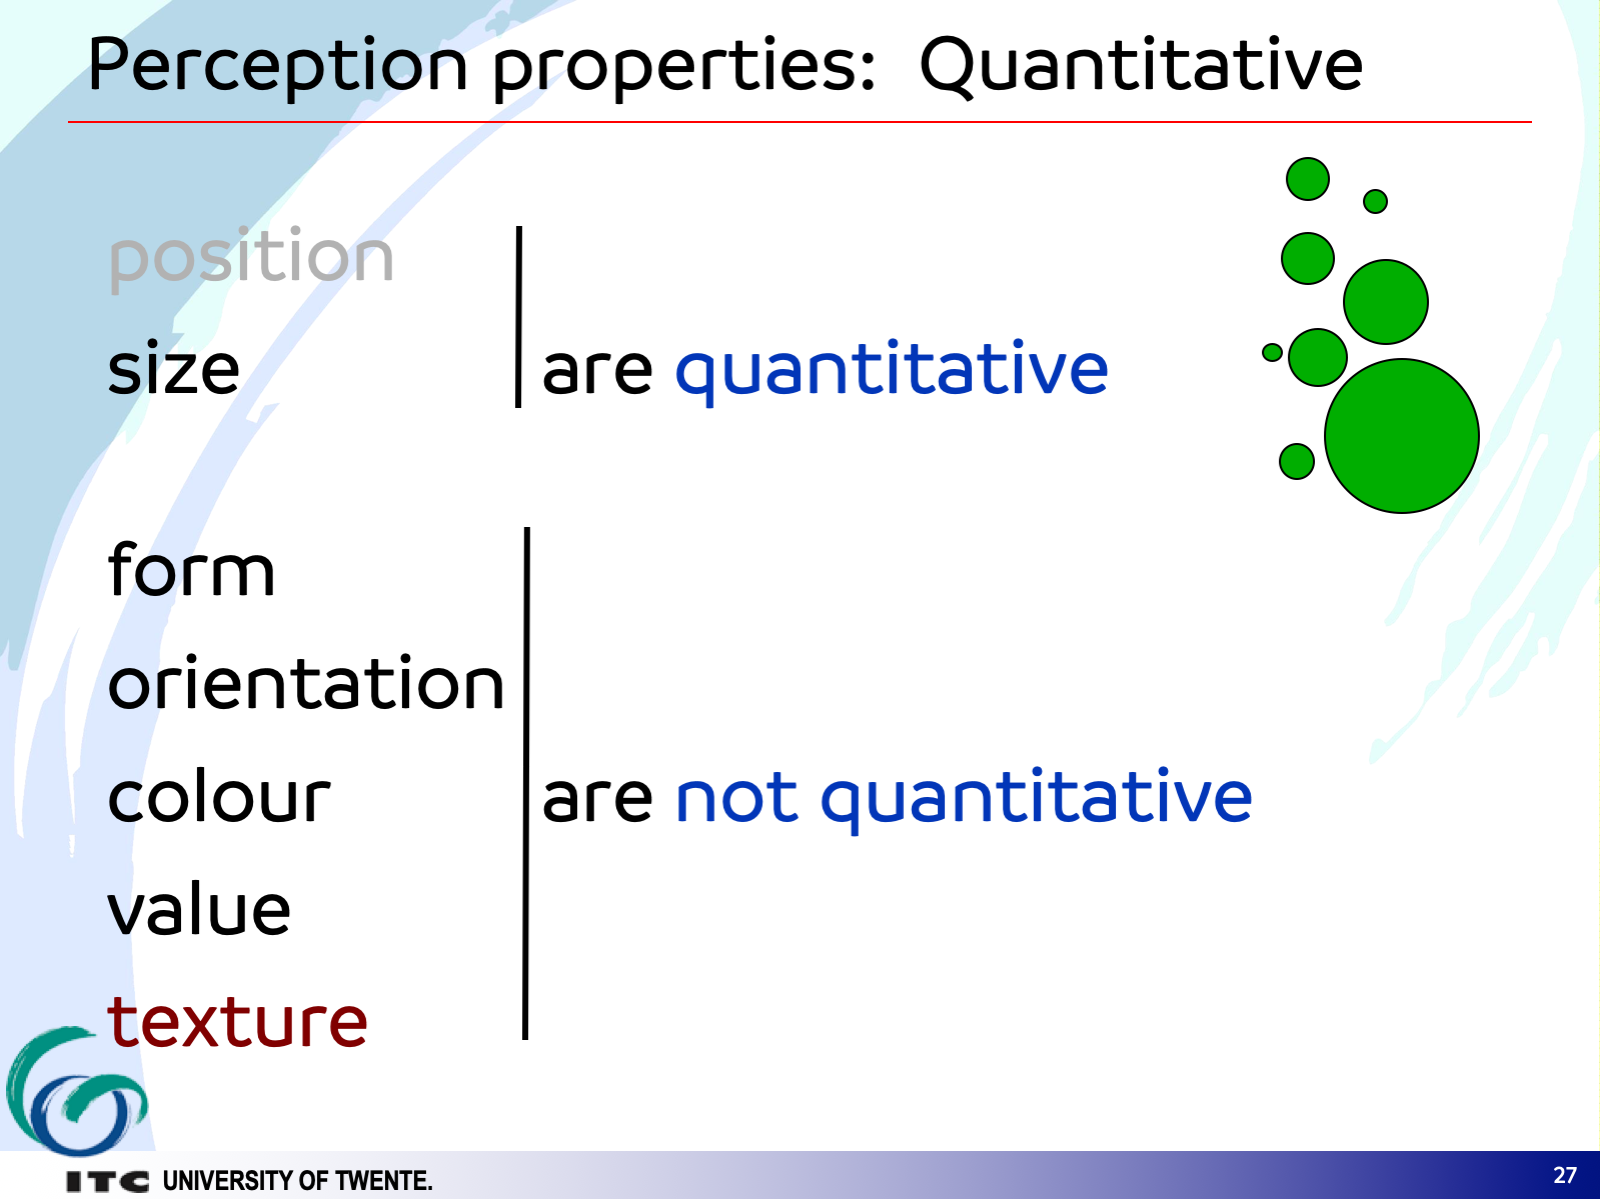 Perception properties: Quantitative
position
size
are quantitative
form
orientation
colour
are not quantitative
value
texture
ITC UNIVERSITY OF TWENTE.
27